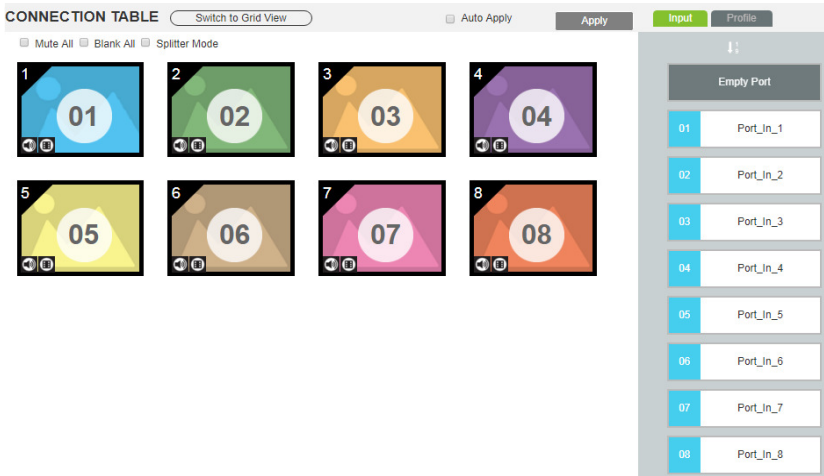 CONNECTION TABLE Switch to Grid View Auto Apply Apply Input Profile
Mute All Blank All Splitter Mode
Empty Port
1 2 3 4
01 02 03 04
5 6 7 8
05 06 07 08
01 Port_In_1
02 Port_In_2
03 Port_In_3
04 Port_In_4
05 Port_In_5
06 Port_In_6
07 Port_In_7
08 Port_In_8